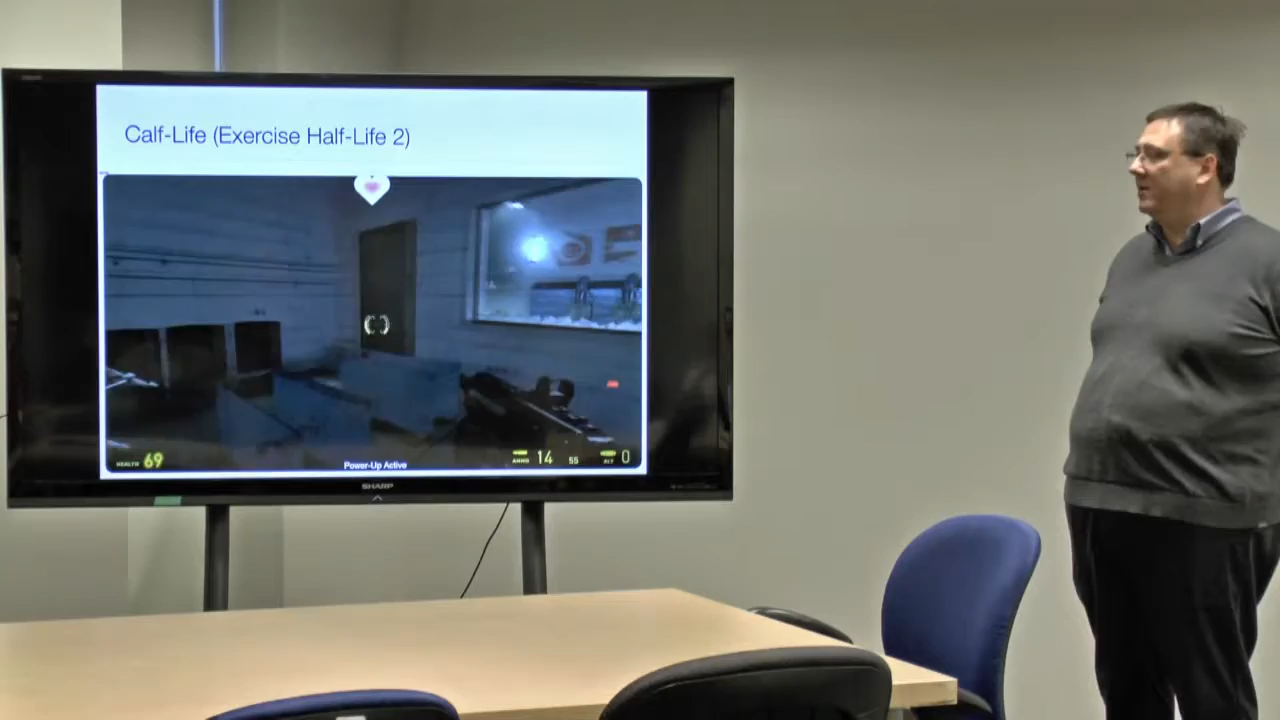 Calf-Life (Exercise Half-Life 2)
HEALTH 69
Power-Up Active
AMMO 14 55
ALT 0
SHARP